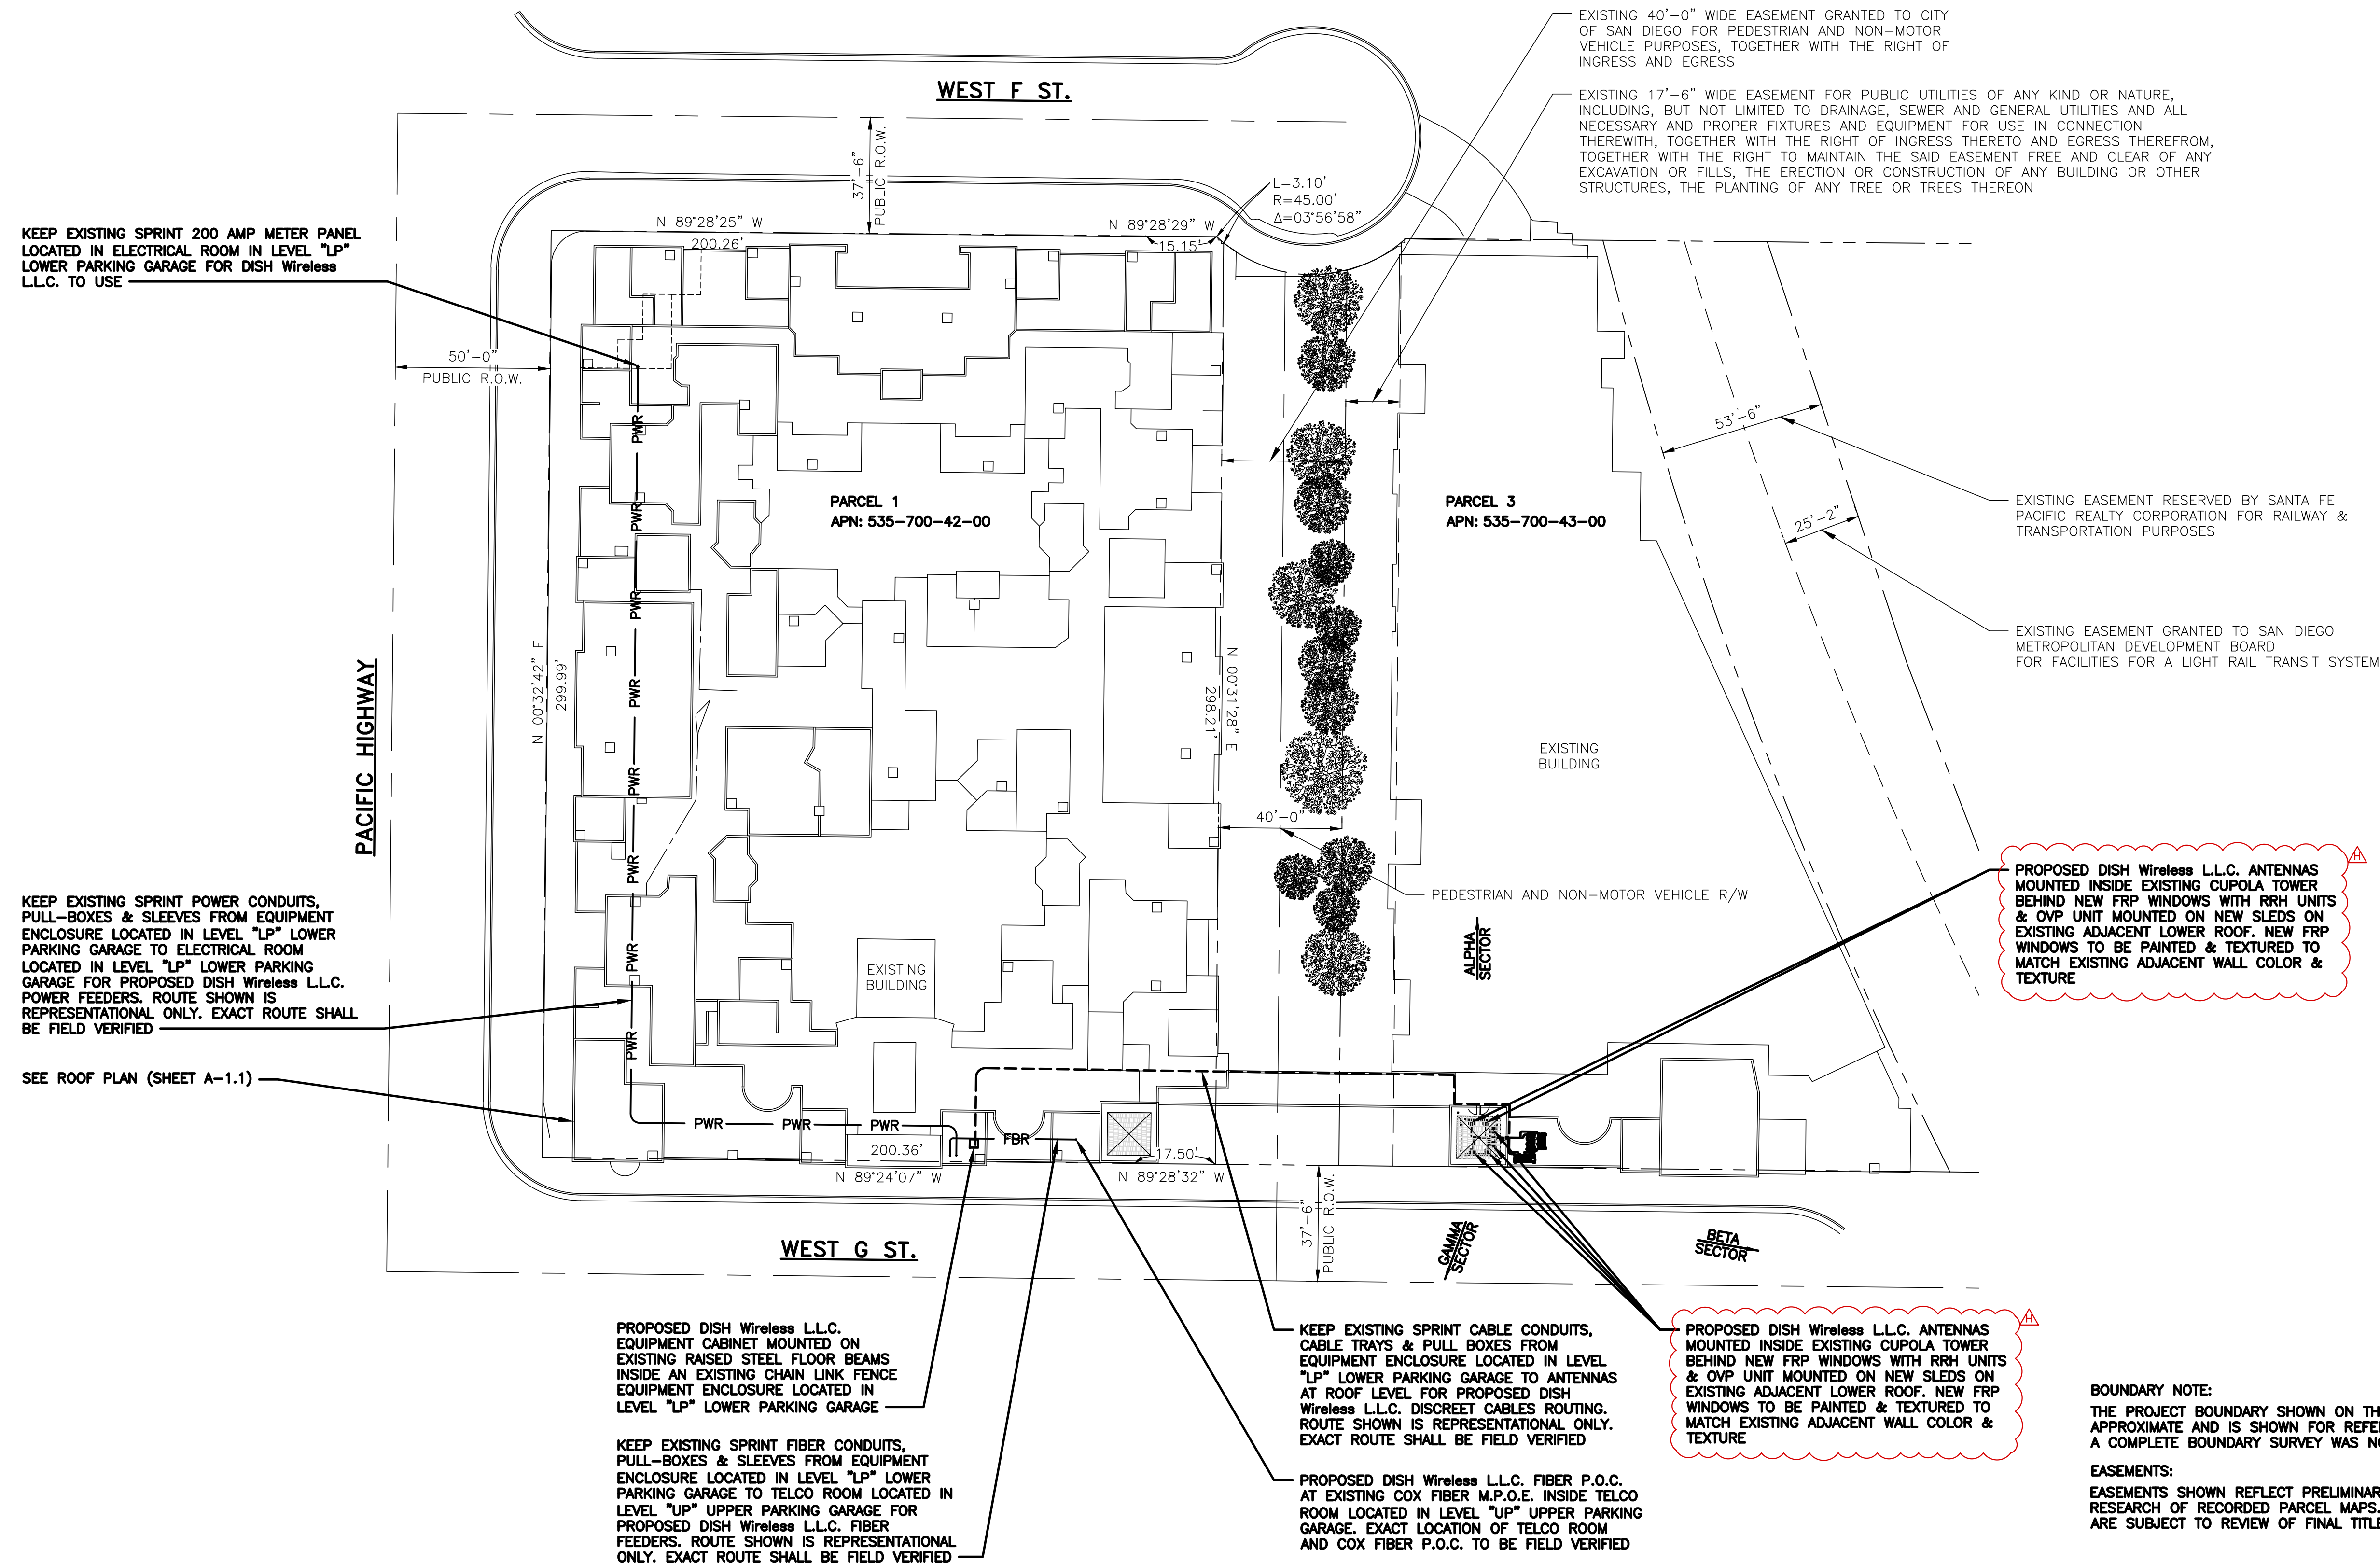 EXISTING 40'-0" WIDE EASEMENT GRANTED TO CITY
OF SAN DIEGO FOR PEDESTRIAN AND NON-MOTOR
VEHICLE PURPOSES, TOGETHER WITH THE RIGHT OF
INGRESS AND EGRESS
EXISTING 17'-6" WIDE EASEMENT FOR PUBLIC UTILITIES OF ANY KIND OR NATURE,
INCLUDING, BUT NOT LIMITED TO DRAINAGE, SEWER AND GENERAL UTILITIES AND ALL
NECESSARY AND PROPER FIXTURES AND EQUIPMENT FOR USE IN CONNECTION
THEREWITH, TOGETHER WITH THE RIGHT OF INGRESS THERETO AND EGRESS THEREFROM,
TOGETHER WITH THE RIGHT TO MAINTAIN THE SAID EASEMENT FREE AND CLEAR OF ANY
EXCAVATION OR FILLS, THE ERECTION OR CONSTRUCTION OF ANY BUILDING OR OTHER
STRUCTURES, THE PLANTING OF ANY TREE OR TREES THEREON
WEST F ST.
37'-6"
PUBLIC R.O.W.
L=3.10'
R=45.00'
Δ=03°56'58"
N 89°28'25" W
200.26'
N 89°28'29" W
15.15'
KEEP EXISTING SPRINT 200 AMP METER PANEL
LOCATED IN ELECTRICAL ROOM IN LEVEL "LP"
LOWER PARKING GARAGE FOR DISH Wireless
L.L.C. TO USE
50'-0"
PUBLIC R.O.W.
PWR
PWR
PWR
PWR
PWR
PWR
PWR
PWR
PARCEL 1
APN: 535-700-42-00
PARCEL 3
APN: 535-700-43-00
53'-6"
25'-2"
EXISTING EASEMENT RESERVED BY SANTA FE
PACIFIC REALTY CORPORATION FOR RAILWAY &
TRANSPORTATION PURPOSES
EXISTING EASEMENT GRANTED TO SAN DIEGO
METROPOLITAN DEVELOPMENT BOARD
FOR FACILITIES FOR A LIGHT RAIL TRANSIT SYSTEM
PACIFIC HIGHWAY
N 00°32'42" E
299.99'
N 00°31'28" E
298.21'
EXISTING
BUILDING
40'-0"
PEDESTRIAN AND NON-MOTOR VEHICLE R/W
ALPHA
SECTOR
H
PROPOSED DISH Wireless L.L.C. ANTENNAS
MOUNTED INSIDE EXISTING CUPOLA TOWER
BEHIND NEW FRP WINDOWS WITH RRH UNITS
& OVP UNIT MOUNTED ON NEW SLEDS ON
EXISTING ADJACENT LOWER ROOF. NEW FRP
WINDOWS TO BE PAINTED & TEXTURED TO
MATCH EXISTING ADJACENT WALL COLOR &
TEXTURE
KEEP EXISTING SPRINT POWER CONDUITS,
PULL-BOXES & SLEEVES FROM EQUIPMENT
ENCLOSURE LOCATED IN LEVEL "LP" LOWER
PARKING GARAGE TO ELECTRICAL ROOM
LOCATED IN LEVEL "LP" LOWER PARKING
GARAGE FOR PROPOSED DISH Wireless L.L.C.
POWER FEEDERS. ROUTE SHOWN IS
REPRESENTATIONAL ONLY. EXACT ROUTE SHALL
BE FIELD VERIFIED
EXISTING
BUILDING
SEE ROOF PLAN (SHEET A-1.1)
PWR
PWR
PWR
FBR
200.36'
N 89°24'07" W
17.50'
N 89°28'32" W
37'-6"
PUBLIC R.O.W.
WEST G ST.
GAMMA
SECTOR
BETA
SECTOR
PROPOSED DISH Wireless L.L.C.
EQUIPMENT CABINET MOUNTED ON
EXISTING RAISED STEEL FLOOR BEAMS
INSIDE AN EXISTING CHAIN LINK FENCE
EQUIPMENT ENCLOSURE LOCATED IN
LEVEL "LP" LOWER PARKING GARAGE
KEEP EXISTING SPRINT FIBER CONDUITS,
PULL-BOXES & SLEEVES FROM EQUIPMENT
ENCLOSURE LOCATED IN LEVEL "LP" LOWER
PARKING GARAGE TO TELCO ROOM LOCATED IN
LEVEL "UP" UPPER PARKING GARAGE FOR
PROPOSED DISH Wireless L.L.C. FIBER
FEEDERS. ROUTE SHOWN IS REPRESENTATIONAL
ONLY. EXACT ROUTE SHALL BE FIELD VERIFIED
KEEP EXISTING SPRINT CABLE CONDUITS,
CABLE TRAYS & PULL BOXES FROM
EQUIPMENT ENCLOSURE LOCATED IN LEVEL
"LP" LOWER PARKING GARAGE TO ANTENNAS
AT ROOF LEVEL FOR PROPOSED DISH
Wireless L.L.C. DISCREET CABLES ROUTING.
ROUTE SHOWN IS REPRESENTATIONAL ONLY.
EXACT ROUTE SHALL BE FIELD VERIFIED
PROPOSED DISH Wireless L.L.C. FIBER P.O.C.
AT EXISTING COX FIBER M.P.O.E. INSIDE TELCO
ROOM LOCATED IN LEVEL "UP" UPPER PARKING
GARAGE. EXACT LOCATION OF TELCO ROOM
AND COX FIBER P.O.C. TO BE FIELD VERIFIED
H
PROPOSED DISH Wireless L.L.C. ANTENNAS
MOUNTED INSIDE EXISTING CUPOLA TOWER
BEHIND NEW FRP WINDOWS WITH RRH UNITS
& OVP UNIT MOUNTED ON NEW SLEDS ON
EXISTING ADJACENT LOWER ROOF. NEW FRP
WINDOWS TO BE PAINTED & TEXTURED TO
MATCH EXISTING ADJACENT WALL COLOR &
TEXTURE
BOUNDARY NOTE:
THE PROJECT BOUNDARY SHOWN ON
APPROXIMATE AND IS SHOWN FOR
A COMPLETE BOUNDARY SURVEY WAS
EASEMENTS:
EASEMENTS SHOWN REFLECT
RESEARCH OF RECORDED PARCEL MAPS.
ARE SUBJECT TO REVIEW OF FINAL